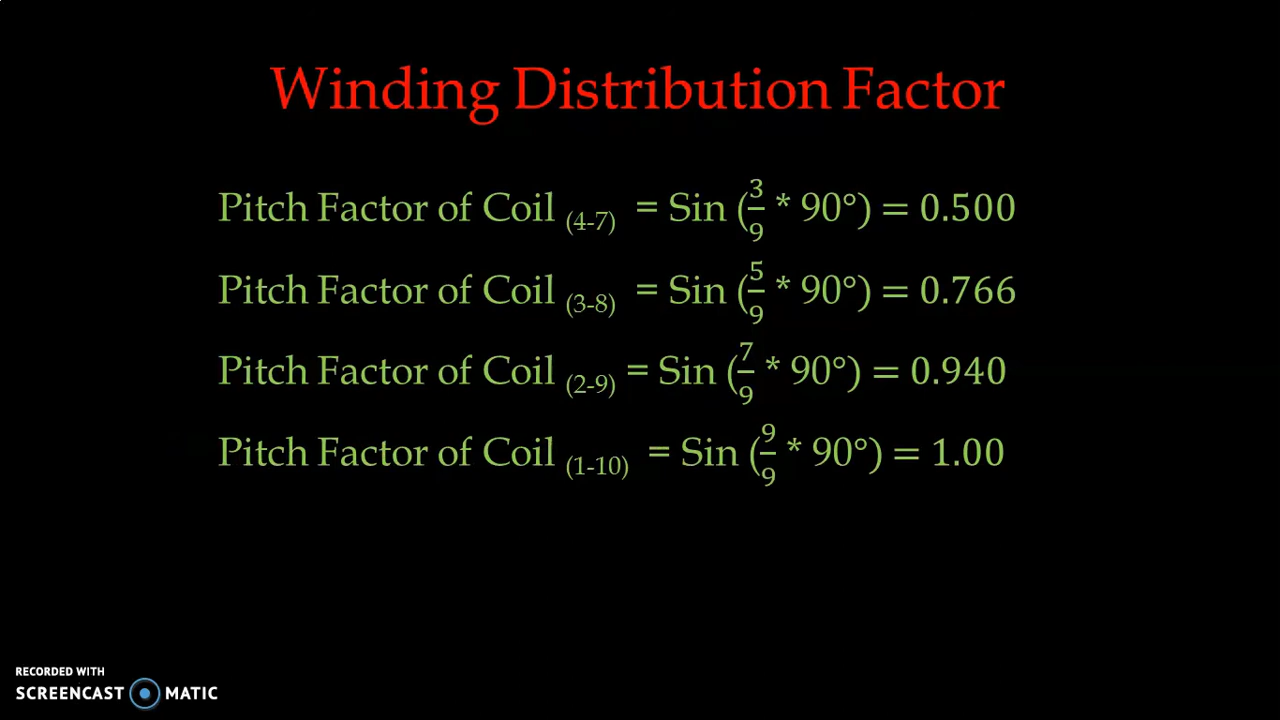 Winding Distribution Factor
Pitch Factor of Coil (4-7) = Sin (3/9 * 90°) = 0.500
Pitch Factor of Coil (3-8) = Sin (5/9 * 90°) = 0.766
Pitch Factor of Coil (2-9) = Sin (7/9 * 90°) = 0.940
Pitch Factor of Coil (1-10) = Sin (9/9 * 90°) = 1.00
RECORDED WITH
SCREENCAST MATIC